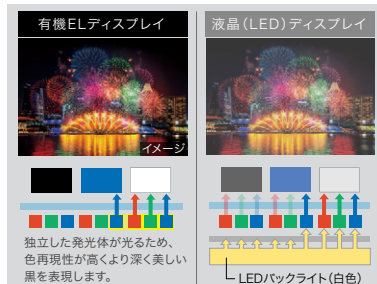 有機ELディスプレイ
イメージ
独立した発光体が光るため、
色再現性が高くより深く美しい
黒を表現します。
液晶(LED)ディスプレイ
LEDバックライト(白色)